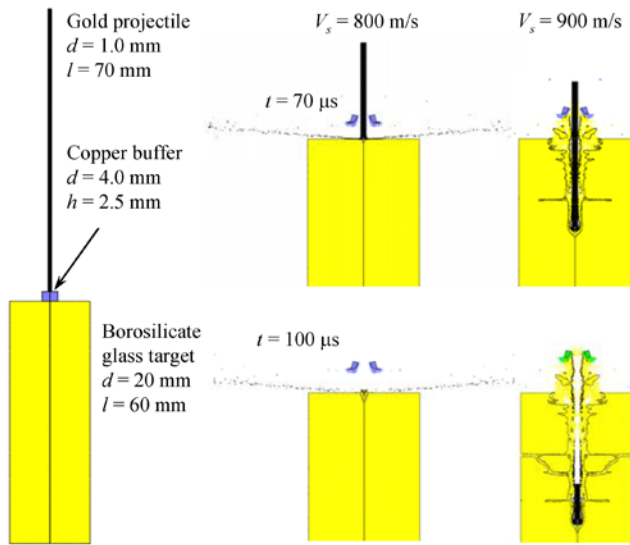 Gold projectile
d = 1.0 mm
l = 70 mm
Copper buffer
d = 4.0 mm
h = 2.5 mm
Borosilicate
glass target
d = 20 mm
l = 60 mm
Vs = 800 m/s
Vs = 900 m/s
t = 70 μs
t = 100 μs